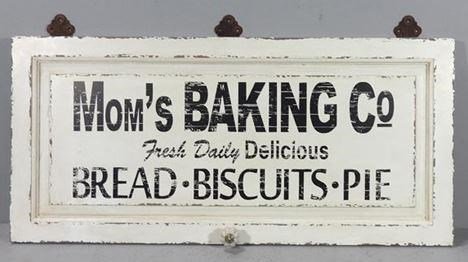 Mom's BAKING Co
Fresh Daily Delicious
BREAD·BISCUITS·PIE